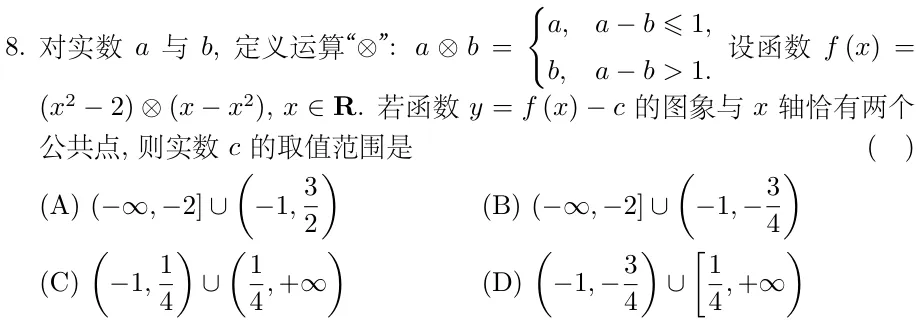 8. 对实数 a 与 b, 定义运算“⊗”: a ⊗ b = { a, a − b ⩽ 1, b, a − b > 1. 设函数 f (x) =
(x² − 2) ⊗ (x − x²), x ∈ R. 若函数 y = f (x) − c 的图象与 x 轴恰有两个
公共点, 则实数 c 的取值范围是 ( )
(A) (−∞, −2] ∪ (−1, 3/2) (B) (−∞, −2] ∪ (−1, −3/4)
(C) (−1, 1/4) ∪ (1/4, +∞) (D) (−1, −3/4) ∪ [1/4, +∞)